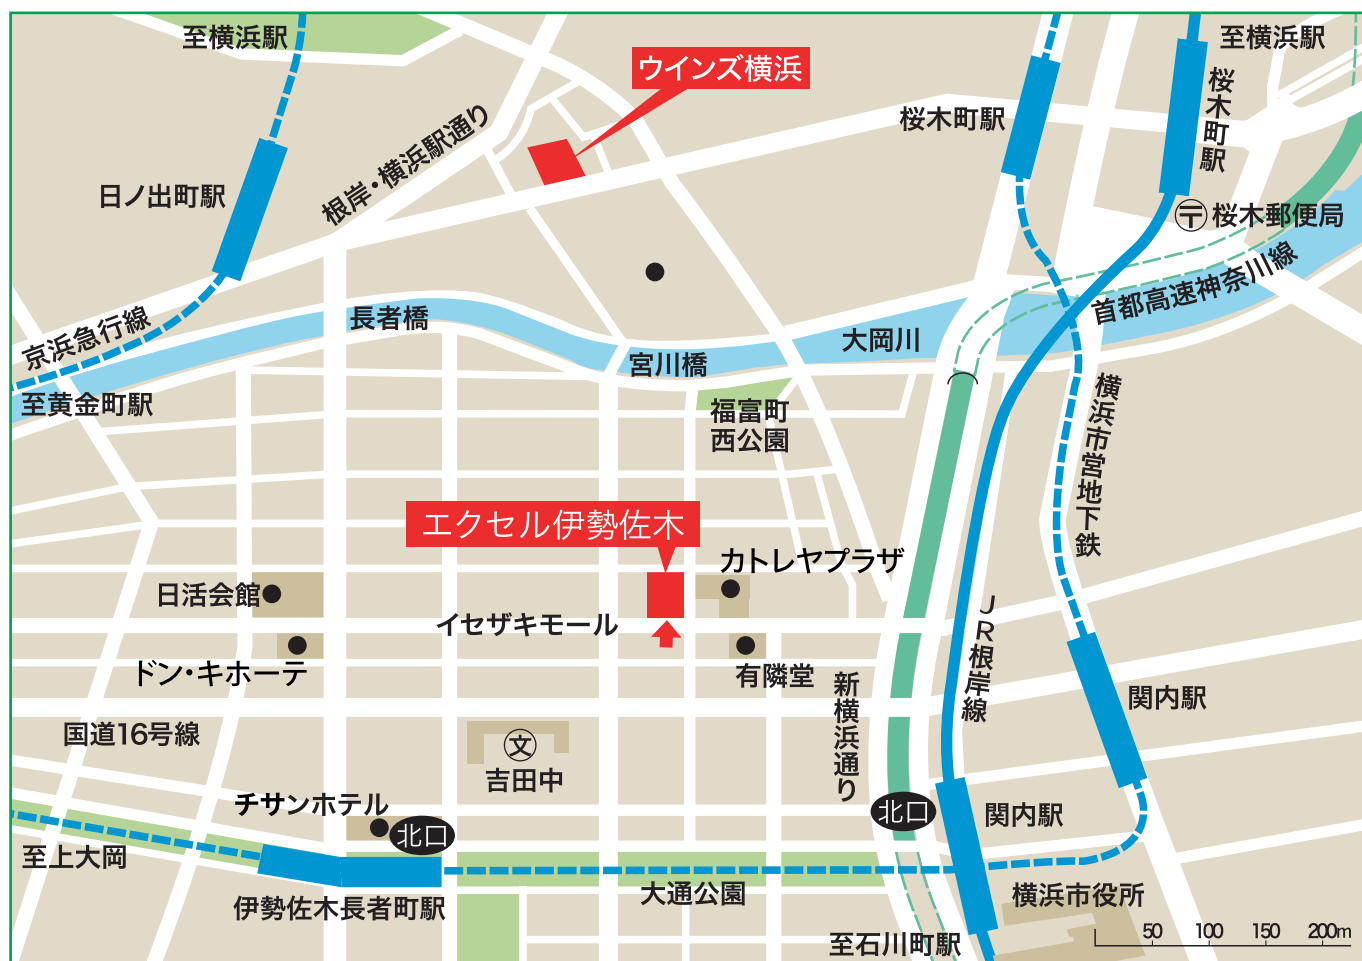 至横浜駅
ウインズ横浜
至横浜駅
桜木町駅
桜木町駅
根岸・横浜駅通り
日ノ出町駅
〒桜木郵便局
首都高速神奈川線
京浜急行線
長者橋
宮川橋
大岡川
至黄金町駅
福富町
西公園
横浜市営地下鉄
エクセル伊勢佐木
カトレヤプラザ
日活会館
イセザキモール
JR根岸線
ドン・キホーテ
有隣堂
新横浜通り
関内駅
国道16号線
文
吉田中
チサンホテル
北口
北口
関内駅
至上大岡
大通公園
横浜市役所
伊勢佐木長者町駅
至石川町駅
50 100 150 200m